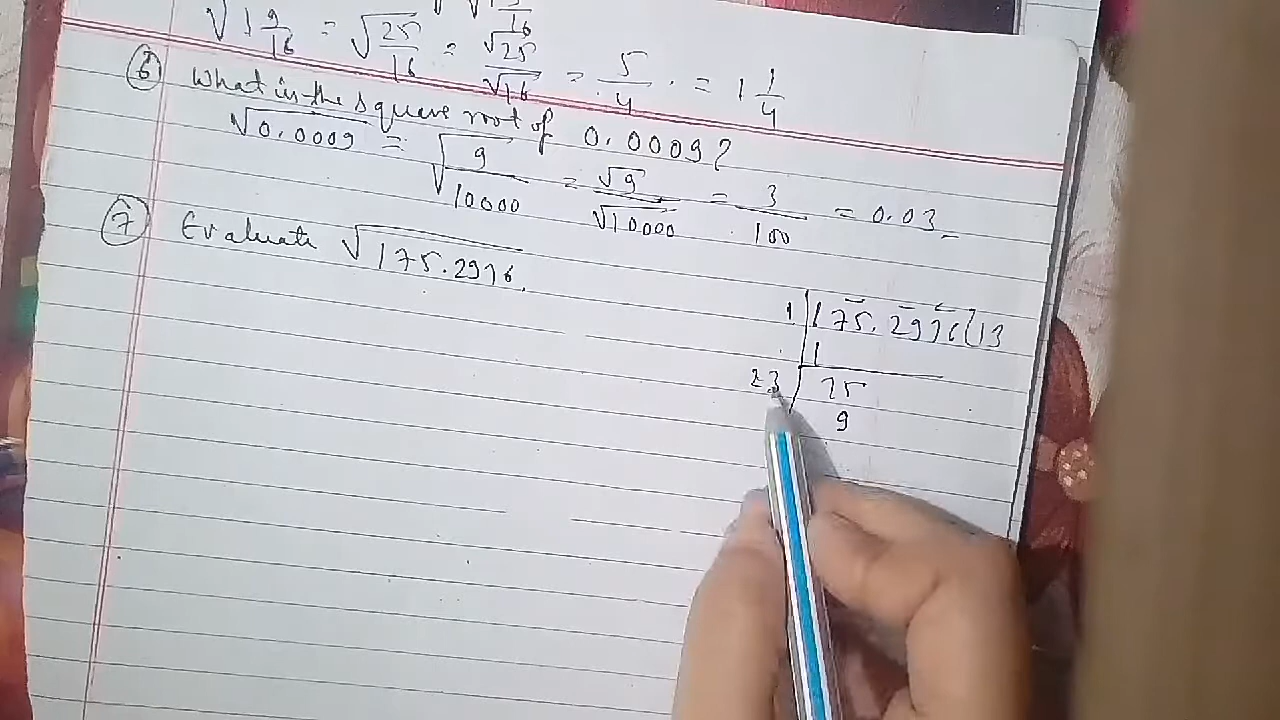 √1 9/16 = √25/16 = √25/√16 = 5/4 = 1 1/4
⑥ What is the square root of 0.0009?
√0.0009 = √9/10000 = √9/√10000 = 3/100 = 0.03
⑦ Evaluate √175.2976.
1 175.2976(13
1
23 75
9